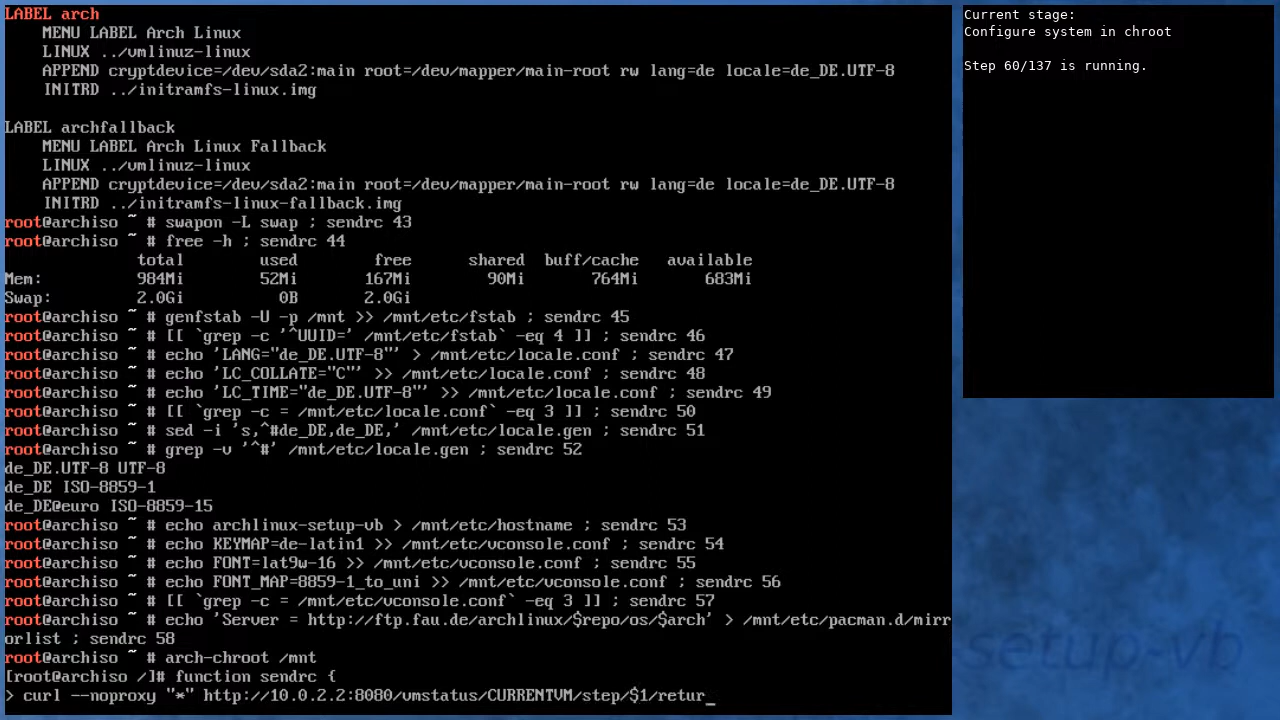 LABEL arch
    MENU LABEL Arch Linux
    LINUX ../vmlinuz-linux
    APPEND cryptdevice=/dev/sda2:main root=/dev/mapper/main-root rw lang=de locale=de_DE.UTF-8
    INITRD ../initramfs-linux.img

LABEL archfallback
    MENU LABEL Arch Linux Fallback
    LINUX ../vmlinuz-linux
    APPEND cryptdevice=/dev/sda2:main root=/dev/mapper/main-root rw lang=de locale=de_DE.UTF-8
    INITRD ../initramfs-linux-fallback.img
root@archiso ~ # swapon -L swap ; sendrc 43
root@archiso ~ # free -h ; sendrc 44
              total        used        free      shared  buff/cache   available
Mem:          984Mi        52Mi       167Mi        90Mi       764Mi       683Mi
Swap:         2.0Gi          0B       2.0Gi
root@archiso ~ # genfstab -U -p /mnt >> /mnt/etc/fstab ; sendrc 45
root@archiso ~ # [[ `grep -c '^UUID=' /mnt/etc/fstab` -eq 4 ]] ; sendrc 46
root@archiso ~ # echo 'LANG="de_DE.UTF-8"' > /mnt/etc/locale.conf ; sendrc 47
root@archiso ~ # echo 'LC_COLLATE="C"' >> /mnt/etc/locale.conf ; sendrc 48
root@archiso ~ # echo 'LC_TIME="de_DE.UTF-8"' >> /mnt/etc/locale.conf ; sendrc 49
root@archiso ~ # [[ `grep -c = /mnt/etc/locale.conf` -eq 3 ]] ; sendrc 50
root@archiso ~ # sed -i 's,^#de_DE,de_DE,' /mnt/etc/locale.gen ; sendrc 51
root@archiso ~ # grep -v '^#' /mnt/etc/locale.gen ; sendrc 52
de_DE.UTF-8 UTF-8
de_DE ISO-8859-1
de_DE@euro ISO-8859-15
root@archiso ~ # echo archlinux-setup-vb > /mnt/etc/hostname ; sendrc 53
root@archiso ~ # echo KEYMAP=de-latin1 >> /mnt/etc/vconsole.conf ; sendrc 54
root@archiso ~ # echo FONT=lat9w-16 >> /mnt/etc/vconsole.conf ; sendrc 55
root@archiso ~ # echo FONT_MAP=8859-1_to_uni >> /mnt/etc/vconsole.conf ; sendrc 56
root@archiso ~ # [[ `grep -c = /mnt/etc/vconsole.conf` -eq 3 ]] ; sendrc 57
root@archiso ~ # echo 'Server = http://ftp.fau.de/archlinux/$repo/os/$arch' > /mnt/etc/pacman.d/mirr
orlist ; sendrc 58
root@archiso ~ # arch-chroot /mnt
[root@archiso /]# function sendrc {
> curl --noproxy "*" http://10.0.2.2:8080/vmstatus/CURRENTVM/step/$1/retur_
Current stage:
Configure system in chroot

Step 60/137 is running.
setup-vb